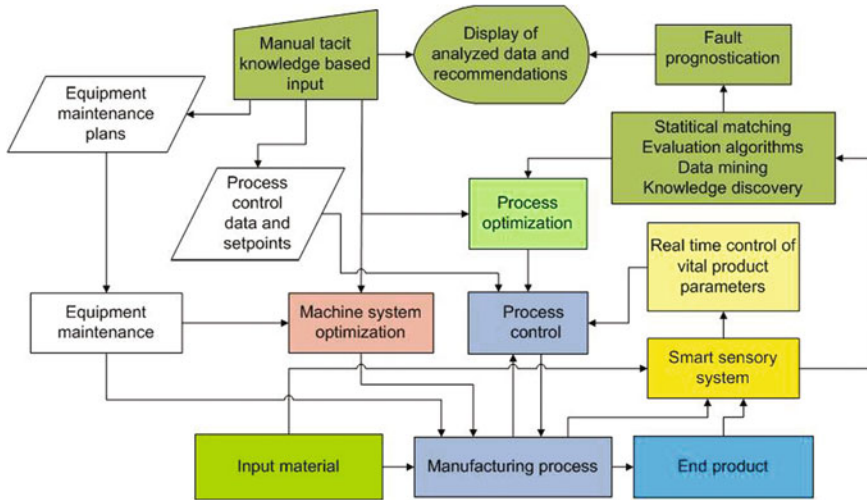 Manual tacit
knowledge based
input
Display of
analyzed data and
recommendations
Fault
prognostication
Equipment
maintenance
plans
Statitical matching
Evaluation algorithms
Data mining
Knowledge discovery
Process
control
data and
setpoints
Process
optimization
Real time control of
vital product
parameters
Equipment
maintenance
Machine system
optimization
Process
control
Smart sensory
system
Input material
Manufacturing process
End product